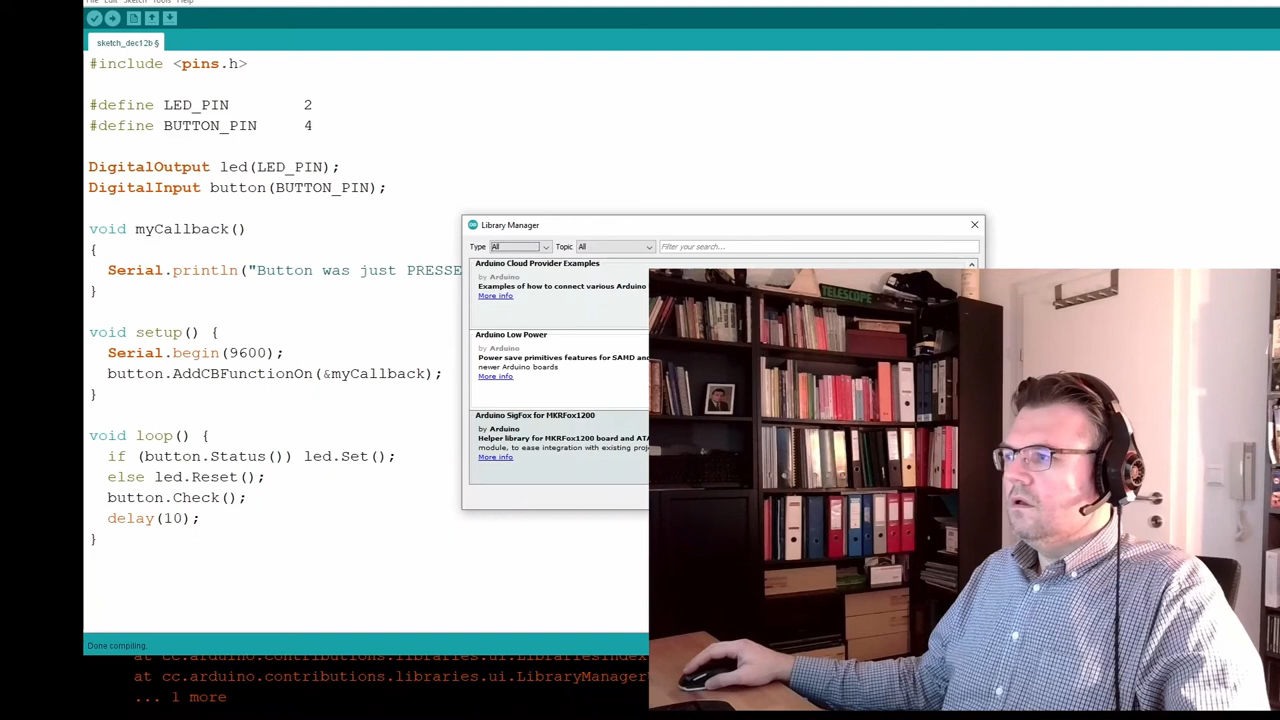 File Edit Sketch Tools Help
sketch_dec12b §
#include <pins.h>
#define LED_PIN 2
#define BUTTON_PIN 4
DigitalOutput led(LED_PIN);
DigitalInput button(BUTTON_PIN);
void myCallback()
{
Serial.println("Button was just PRESSE
}
void setup() {
Serial.begin(9600);
button.AddCBFunctionOn(&myCallback);
}
void loop() {
if (button.Status()) led.Set();
else led.Reset();
button.Check();
delay(10);
}
Library Manager
Type All Topic All Filter your search...
Arduino Cloud Provider Examples
by Arduino
Examples of how to connect various Arduino
More info
Arduino Low Power
by Arduino
Power save primitives features for SAMD and
newer Arduino boards
More info
Arduino SigFox for MKRFox1200
by Arduino
Helper library for MKRFox1200 board and ATA
module, to ease integration with existing proj
More info
TELESCOPE
Done compiling.
at cc.arduino.contributions.libraries.ui.LibrariesIndex
at cc.arduino.contributions.libraries.ui.LibraryManager
... 1 more